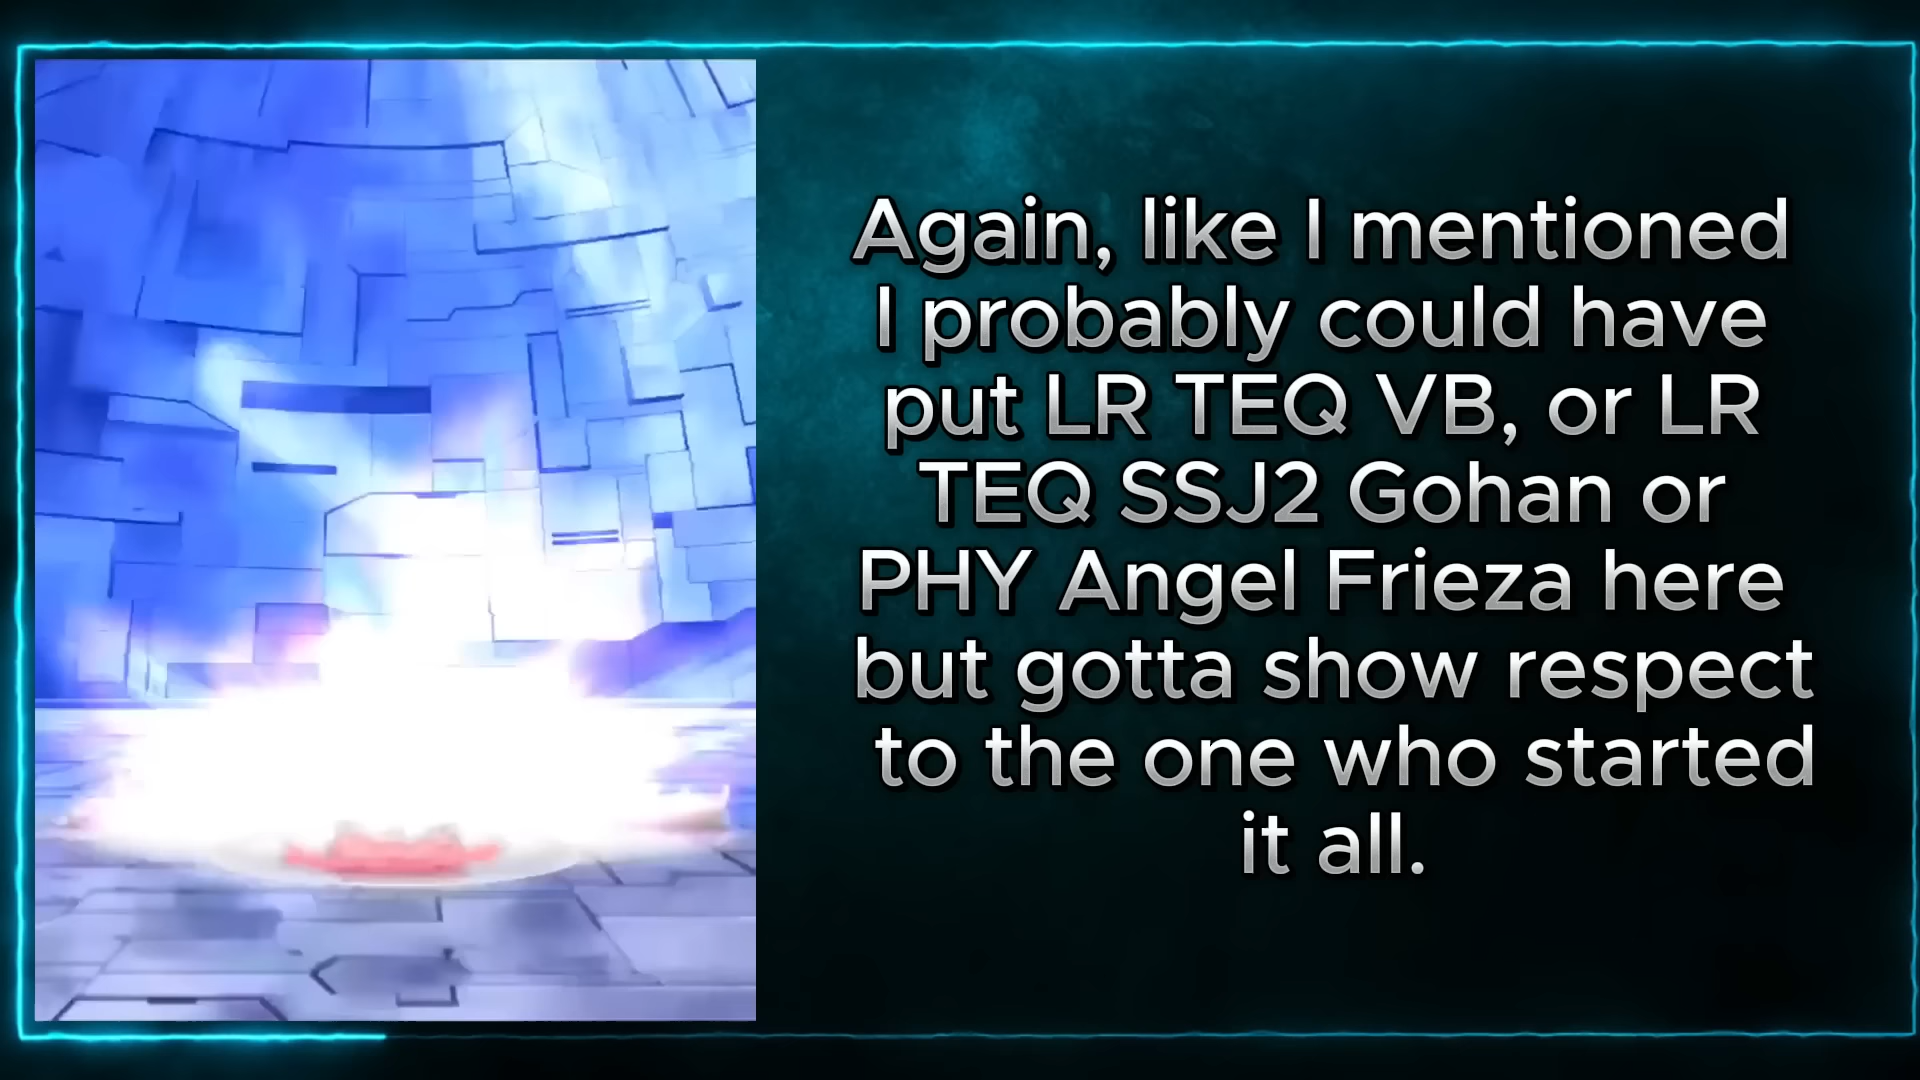 Again, like I mentioned
I probably could have
put LR TEQ VB, or LR
TEQ SSJ2 Gohan or
PHY Angel Frieza here
but gotta show respect
to the one who started
it all.